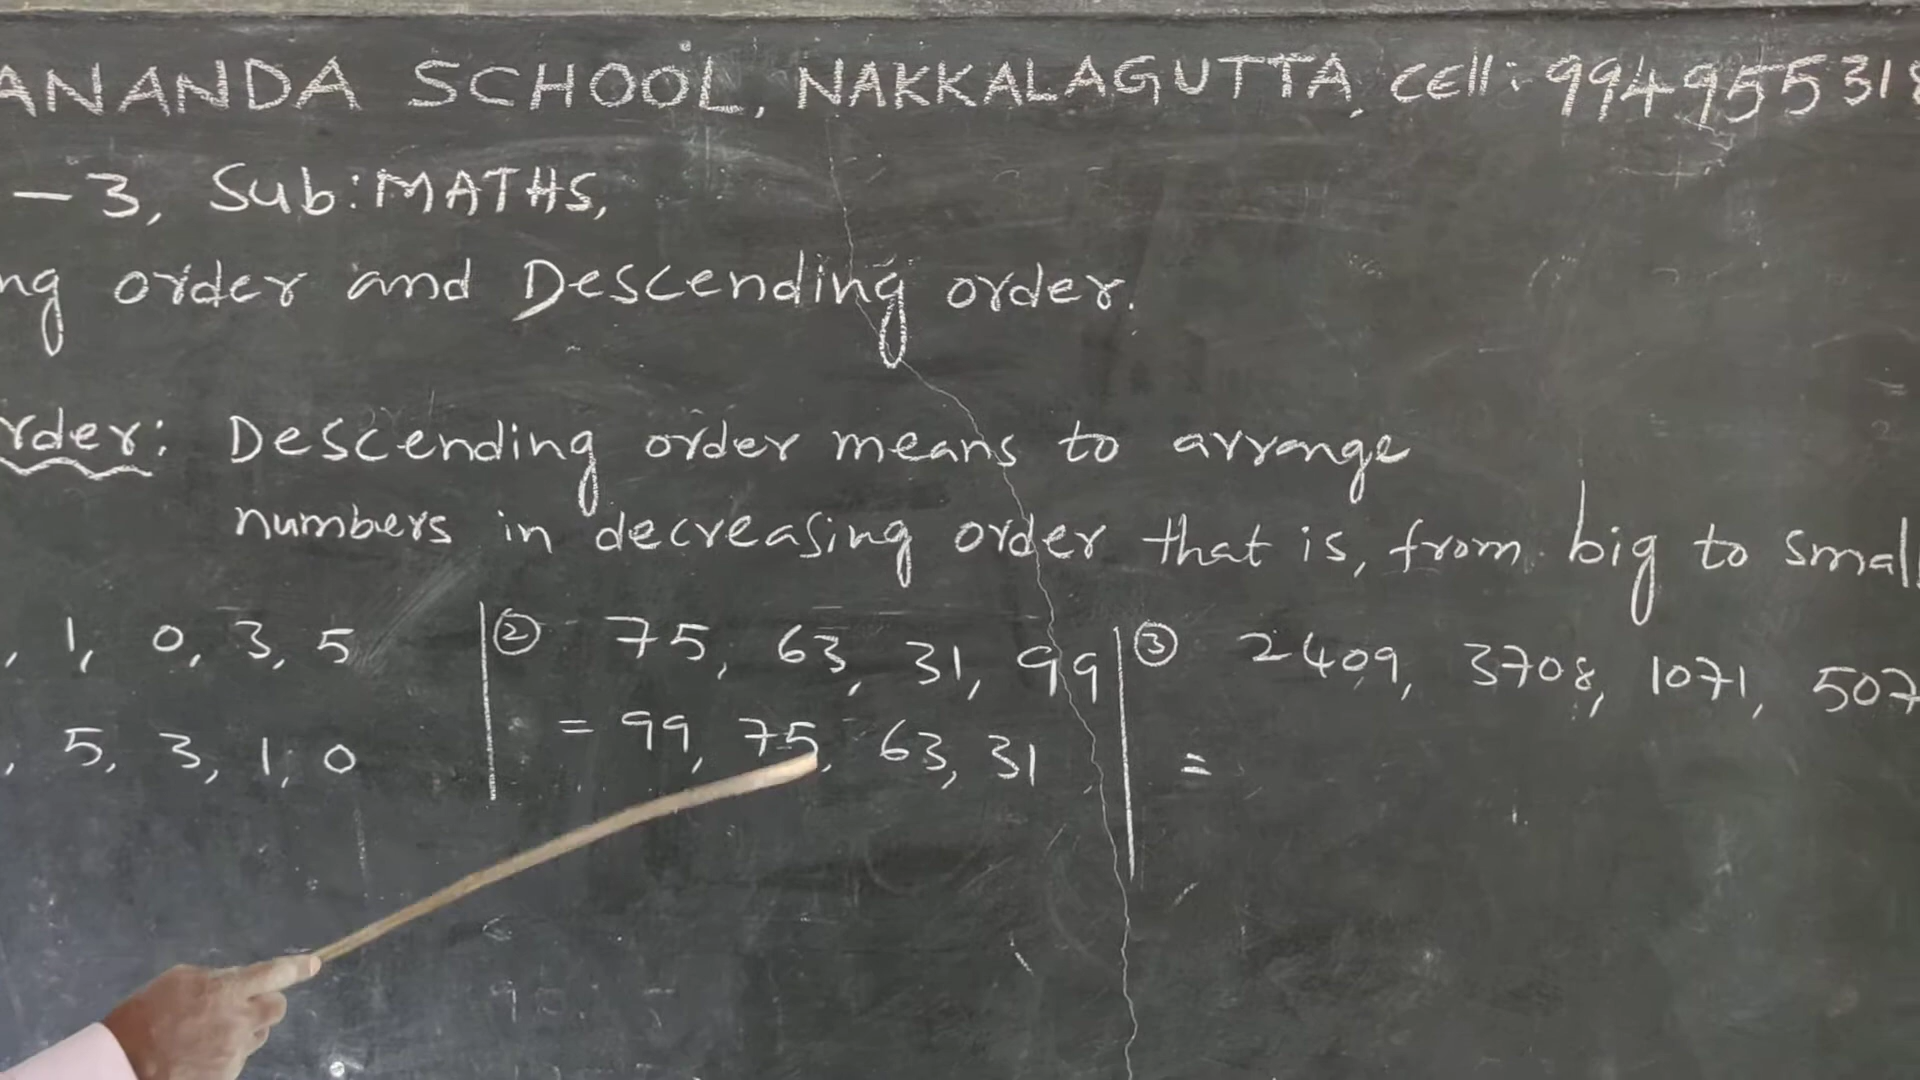 ANANDA SCHOOL, NAKKALAGUTTA, Cell: 994955318
-3, Sub: MATHS,
ng order and Descending order.
rder: Descending order means to arrange
numbers in decreasing order that is, from big to small
, 1, 0, 3, 5 ② 75, 63, 31, 99 ③ 2409, 3708, 1071, 507
, 5, 3, 1, 0 = 99, 75, 63, 31 =